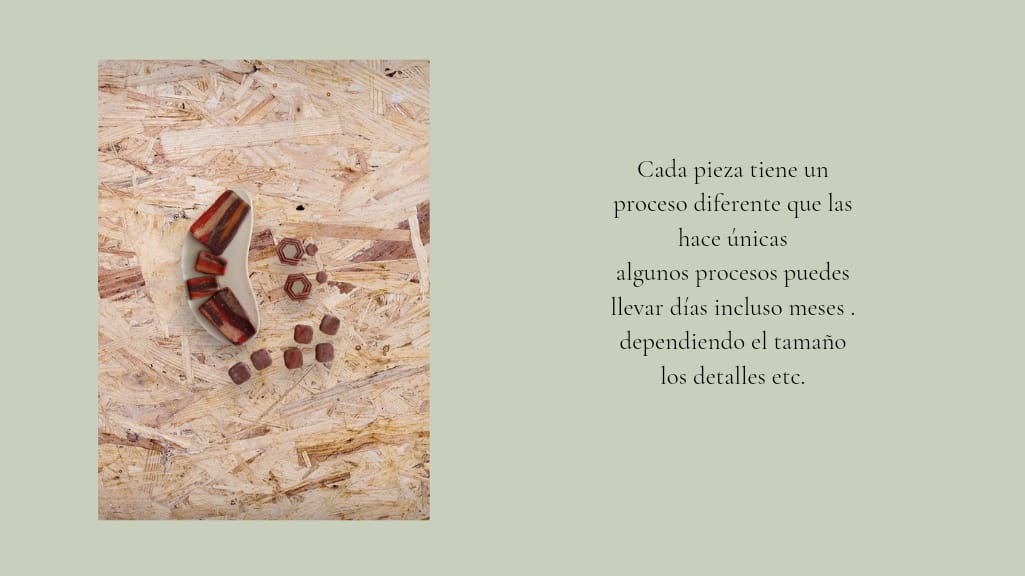 Cada pieza tiene un
proceso diferente que las
hace únicas
algunos procesos puedes
llevar días incluso meses .
dependiendo el tamaño
los detalles etc.